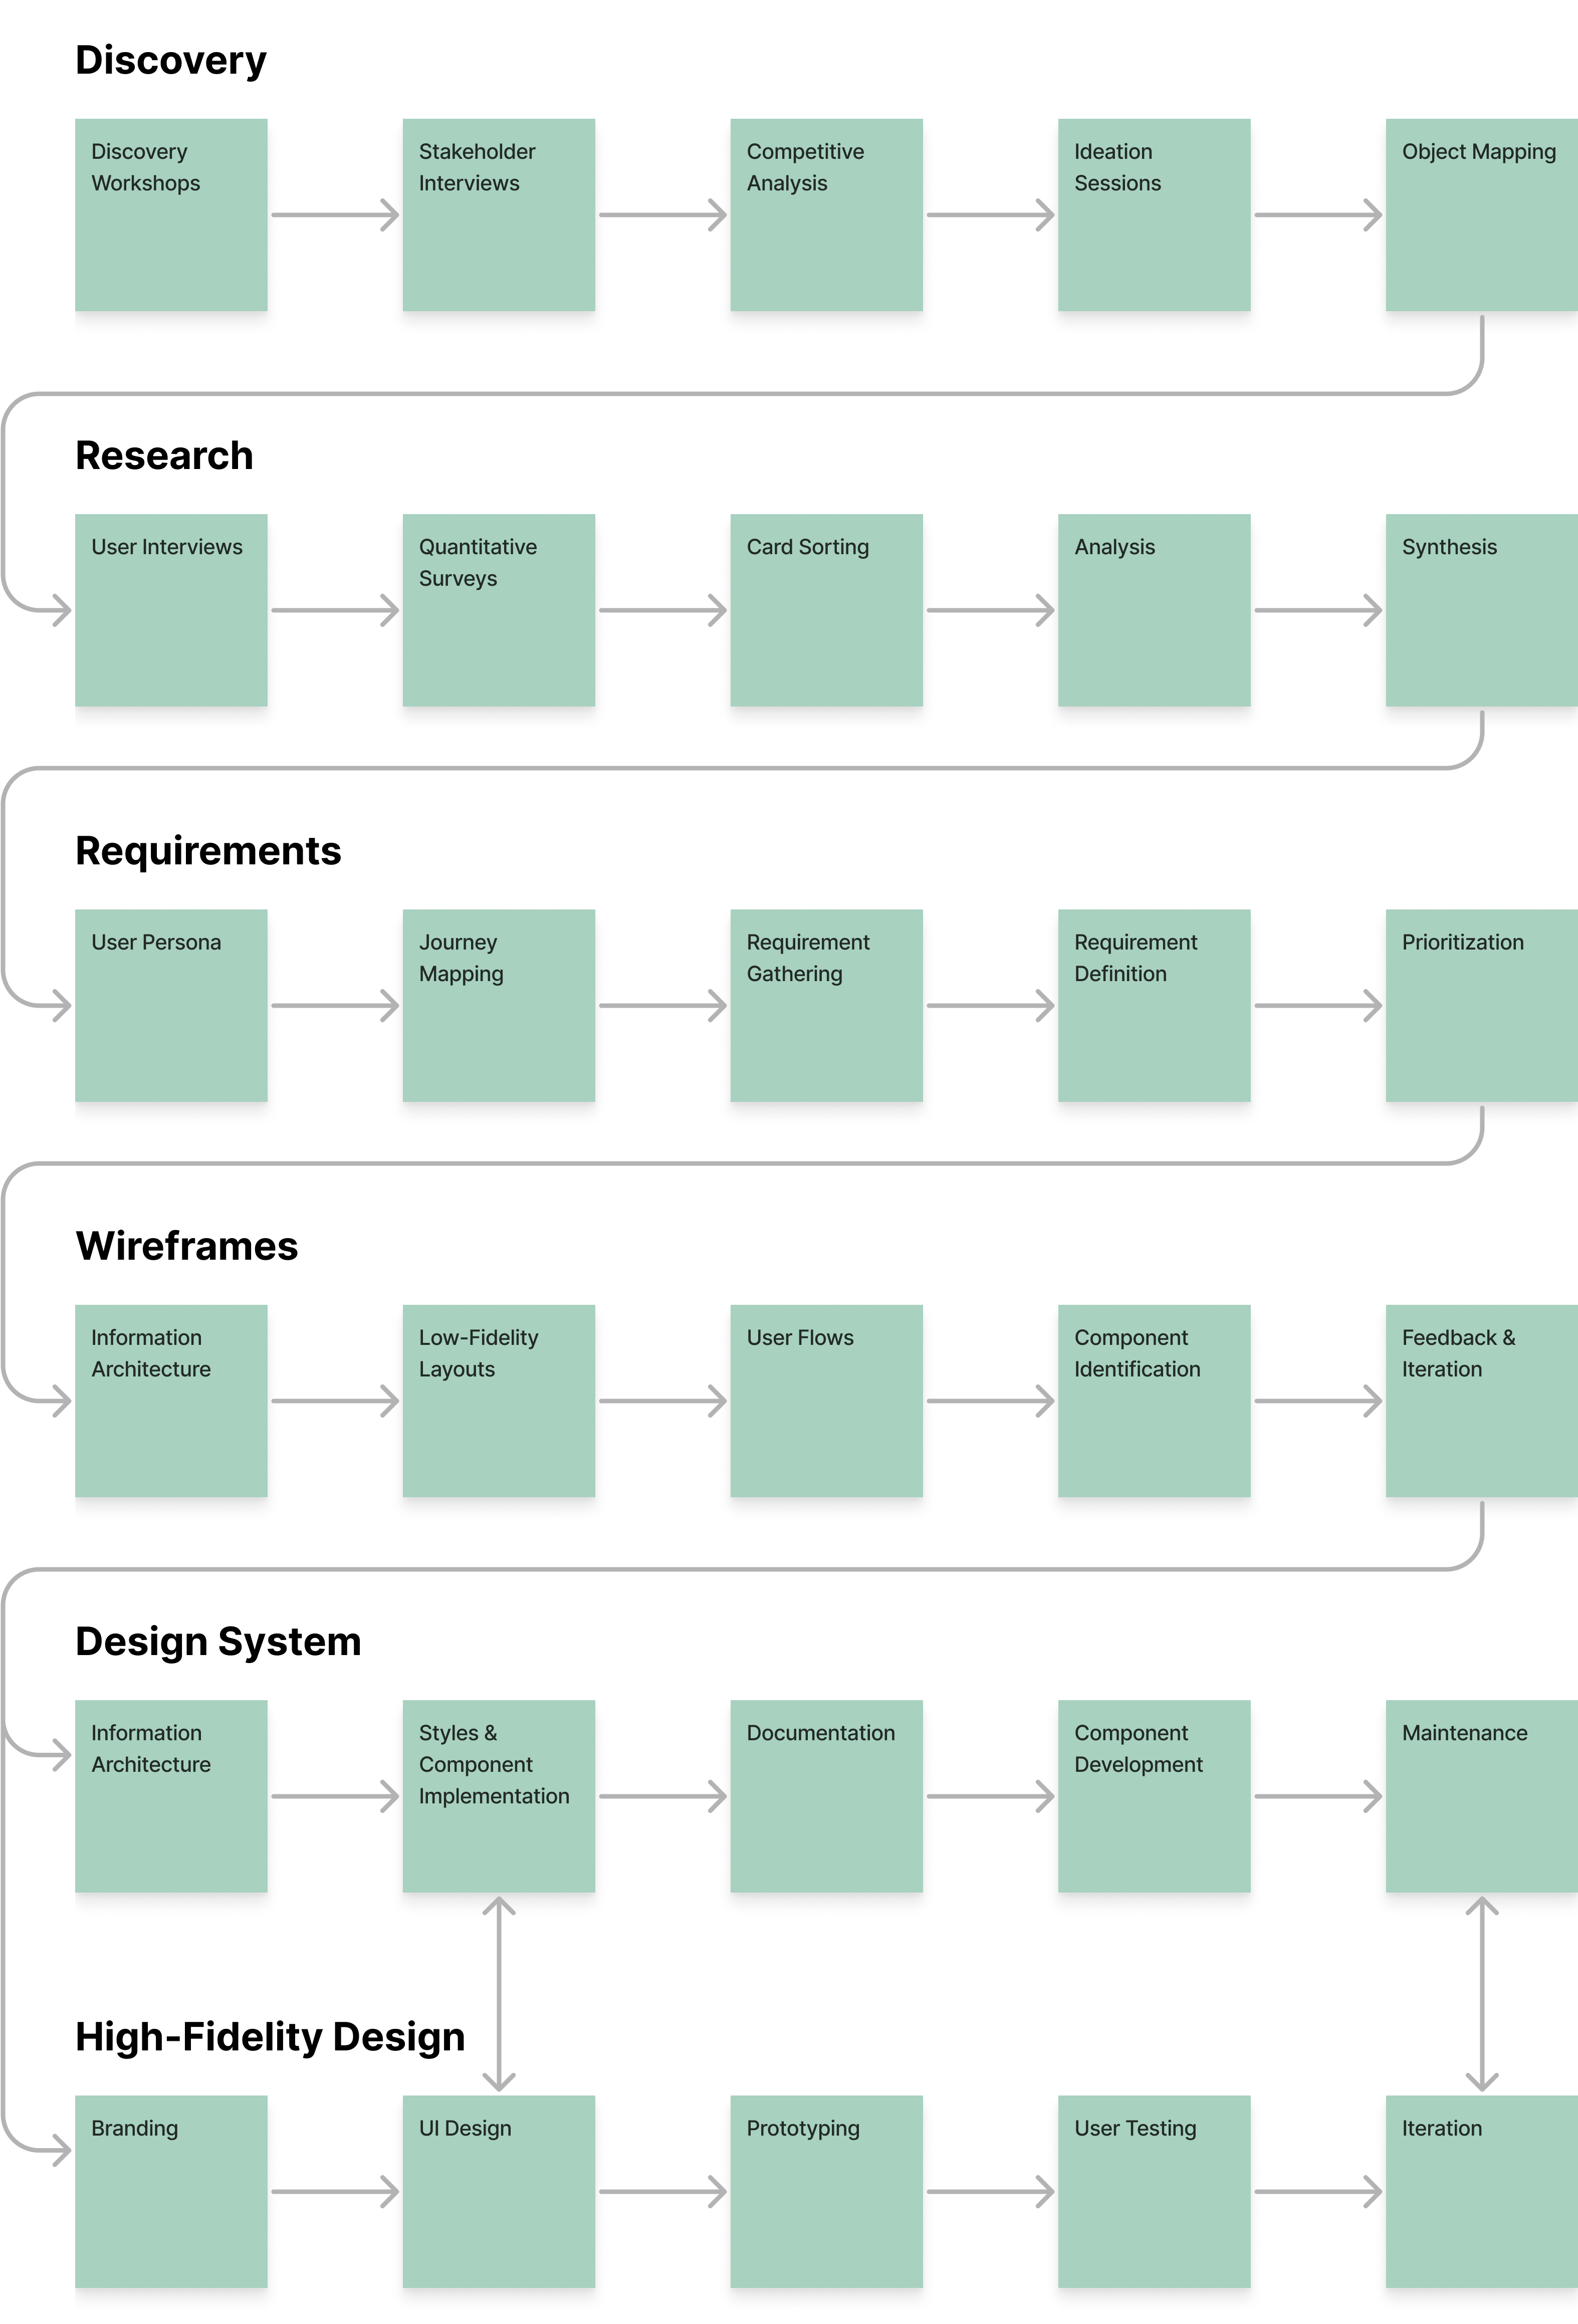 Discovery
Discovery
Workshops
Stakeholder
Interviews
Competitive
Analysis
Ideation
Sessions
Object Mapping
Research
User Interviews
Quantitative
Surveys
Card Sorting
Analysis
Synthesis
Requirements
User Persona
Journey
Mapping
Requirement
Gathering
Requirement
Definition
Prioritization
Wireframes
Information
Architecture
Low-Fidelity
Layouts
User Flows
Component
Identification
Feedback &
Iteration
Design System
Information
Architecture
Styles &
Component
Implementation
Documentation
Component
Development
Maintenance
High-Fidelity Design
Branding
UI Design
Prototyping
User Testing
Iteration